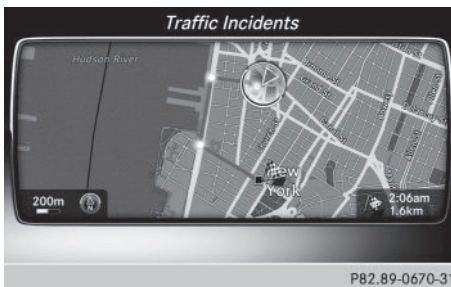 Traffic Incidents
Hudson River
New
York
200m
N
2:06am
1.6km
P82.89-0670-31